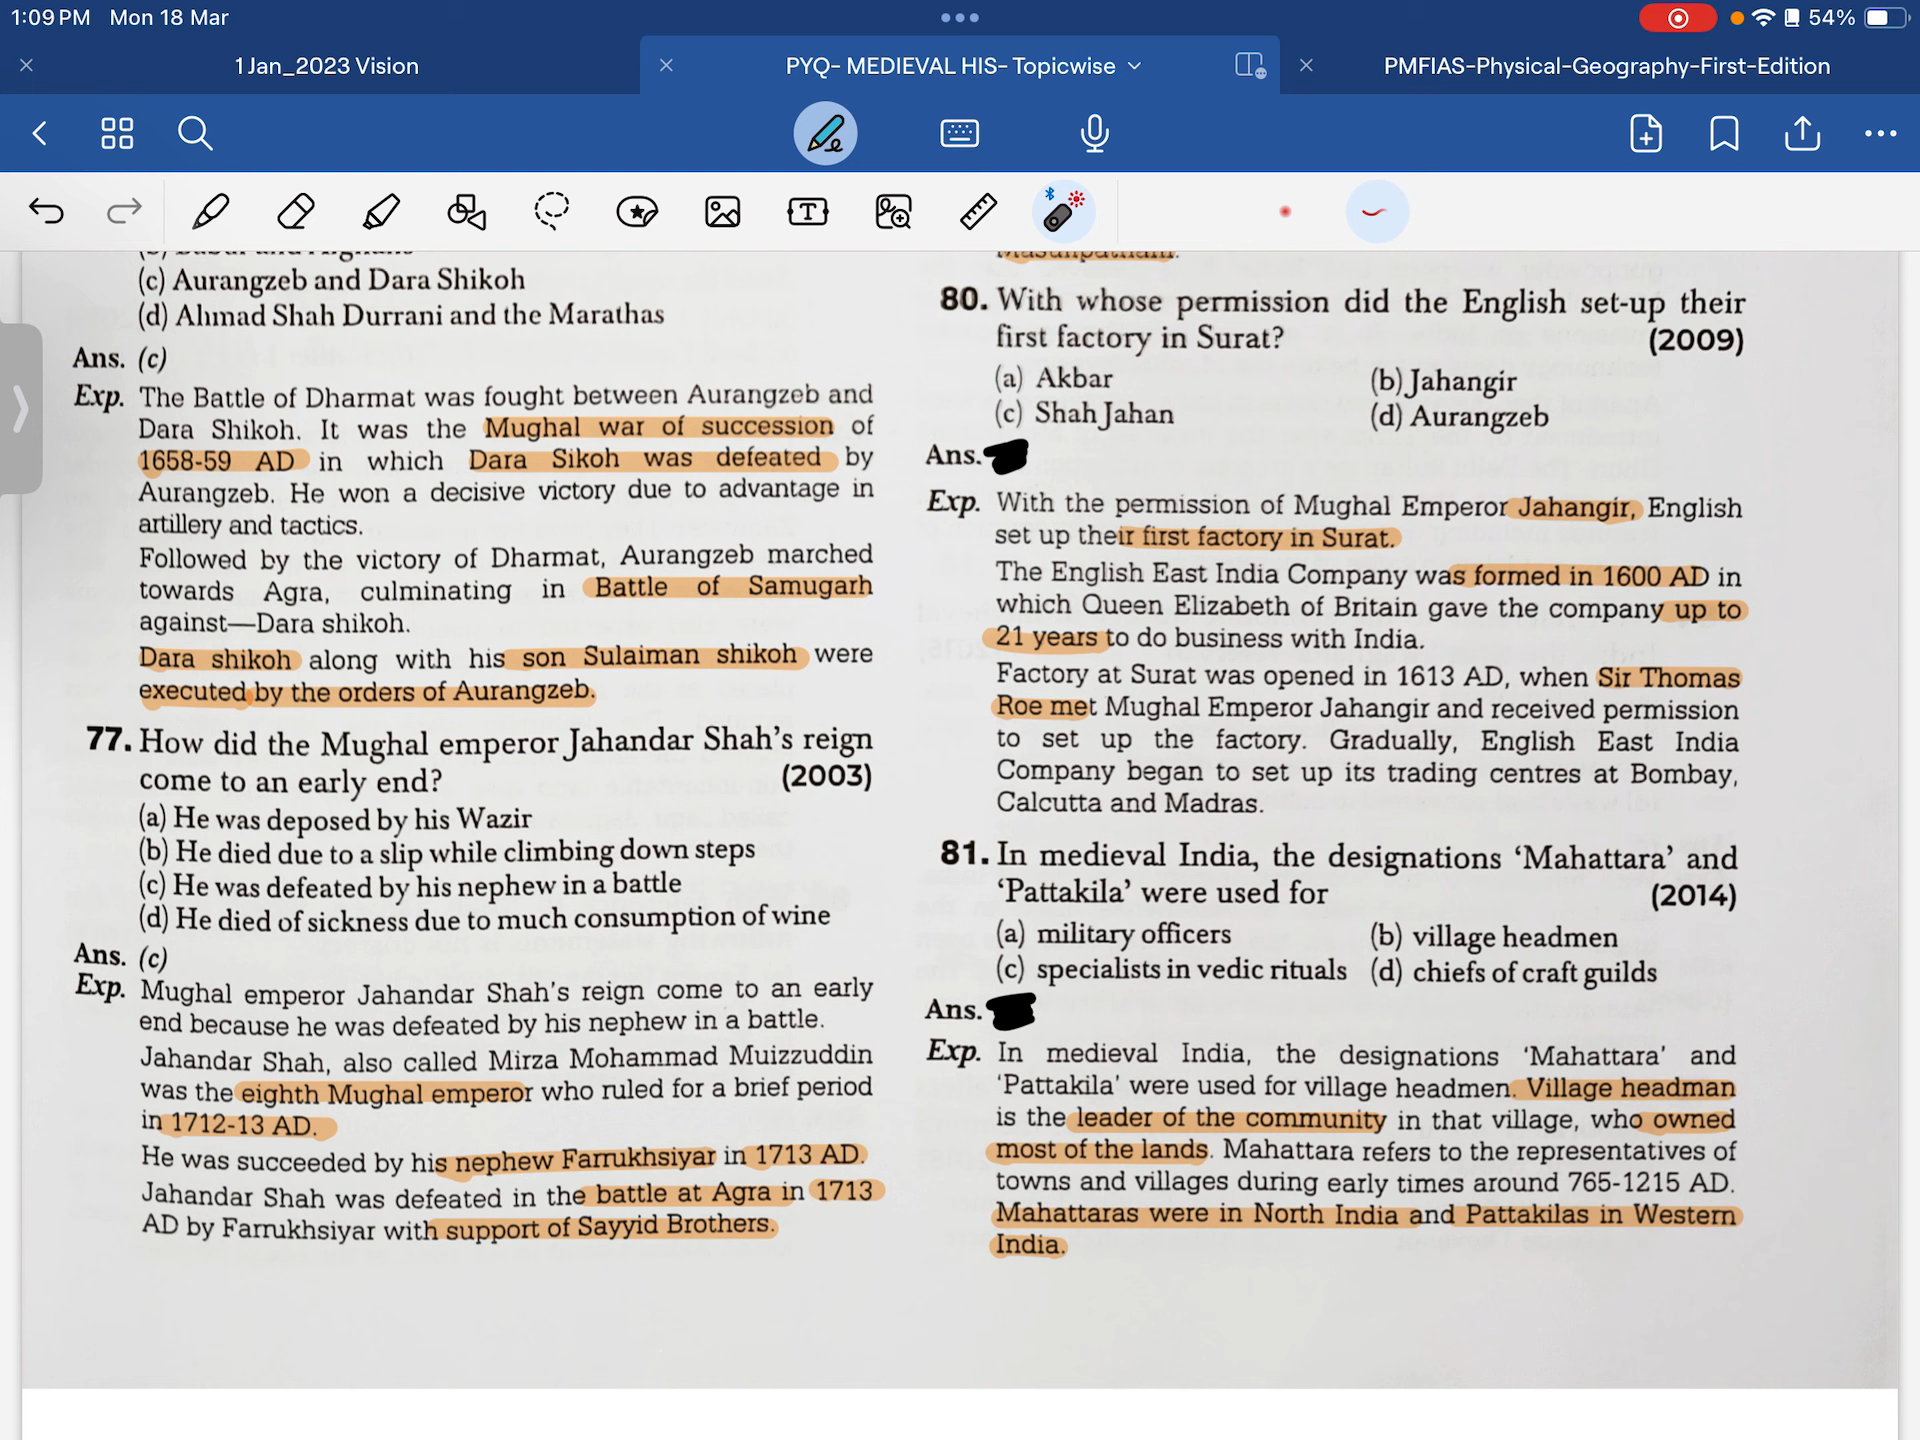 1:09 PM Mon 18 Mar
54%
1Jan_2023 Vision
PYQ- MEDIEVAL HIS- Topicwise
PMFIAS-Physical-Geography-First-Edition
(c) Aurangzeb and Dara Shikoh
(d) Ahmad Shah Durrani and the Marathas
Ans. (c)
Exp. The Battle of Dharmat was fought between Aurangzeb and
Dara Shikoh. It was the Mughal war of succession of
1658-59 AD in which Dara Sikoh was defeated by
Aurangzeb. He won a decisive victory due to advantage in
artillery and tactics.
Followed by the victory of Dharmat, Aurangzeb marched
towards Agra, culminating in Battle of Samugarh
against—Dara shikoh.
Dara shikoh along with his son Sulaiman shikoh were
executed by the orders of Aurangzeb.
77. How did the Mughal emperor Jahandar Shah's reign
come to an early end? (2003)
(a) He was deposed by his Wazir
(b) He died due to a slip while climbing down steps
(c) He was defeated by his nephew in a battle
(d) He died of sickness due to much consumption of wine
Ans. (c)
Exp. Mughal emperor Jahandar Shah's reign come to an early
end because he was defeated by his nephew in a battle.
Jahandar Shah, also called Mirza Mohammad Muizzuddin
was the eighth Mughal emperor who ruled for a brief period
in 1712-13 AD.
He was succeeded by his nephew Farrukhsiyar in 1713 AD.
Jahandar Shah was defeated in the battle at Agra in 1713
AD by Farrukhsiyar with support of Sayyid Brothers.
Masulipatnam.
80. With whose permission did the English set-up their
first factory in Surat? (2009)
(a) Akbar (b) Jahangir
(c) Shah Jahan (d) Aurangzeb
Ans.
Exp. With the permission of Mughal Emperor Jahangir, English
set up their first factory in Surat.
The English East India Company was formed in 1600 AD in
which Queen Elizabeth of Britain gave the company up to
21 years to do business with India.
Factory at Surat was opened in 1613 AD, when Sir Thomas
Roe met Mughal Emperor Jahangir and received permission
to set up the factory. Gradually, English East India
Company began to set up its trading centres at Bombay,
Calcutta and Madras.
81. In medieval India, the designations 'Mahattara' and
'Pattakila' were used for (2014)
(a) military officers (b) village headmen
(c) specialists in vedic rituals (d) chiefs of craft guilds
Ans.
Exp. In medieval India, the designations 'Mahattara' and
'Pattakila' were used for village headmen. Village headman
is the leader of the community in that village, who owned
most of the lands. Mahattara refers to the representatives of
towns and villages during early times around 765-1215 AD.
Mahattaras were in North India and Pattakilas in Western
India.